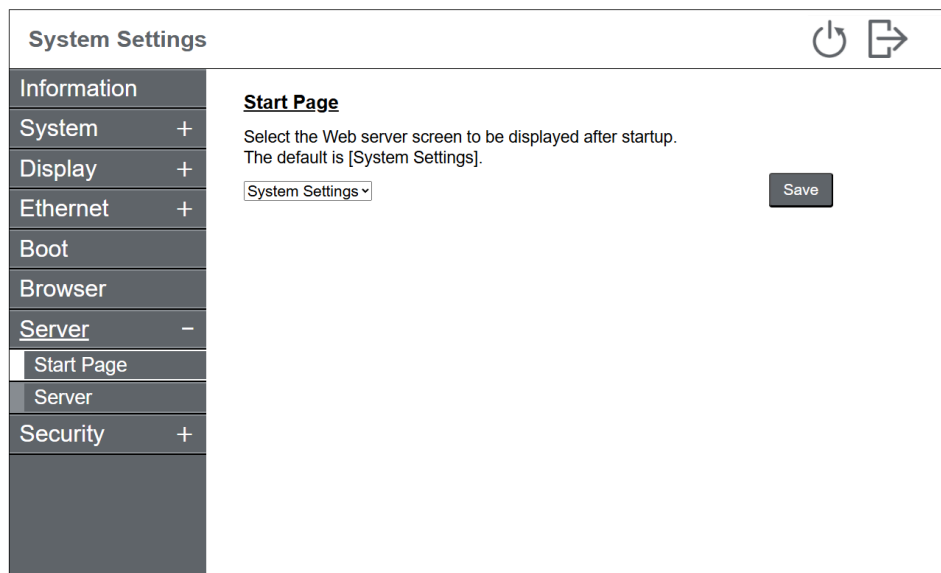 System Settings
Information
System +
Display +
Ethernet +
Boot
Browser
Server −
Start Page
Server
Security +
Start Page
Select the Web server screen to be displayed after startup.
The default is [System Settings].
System Settings
Save